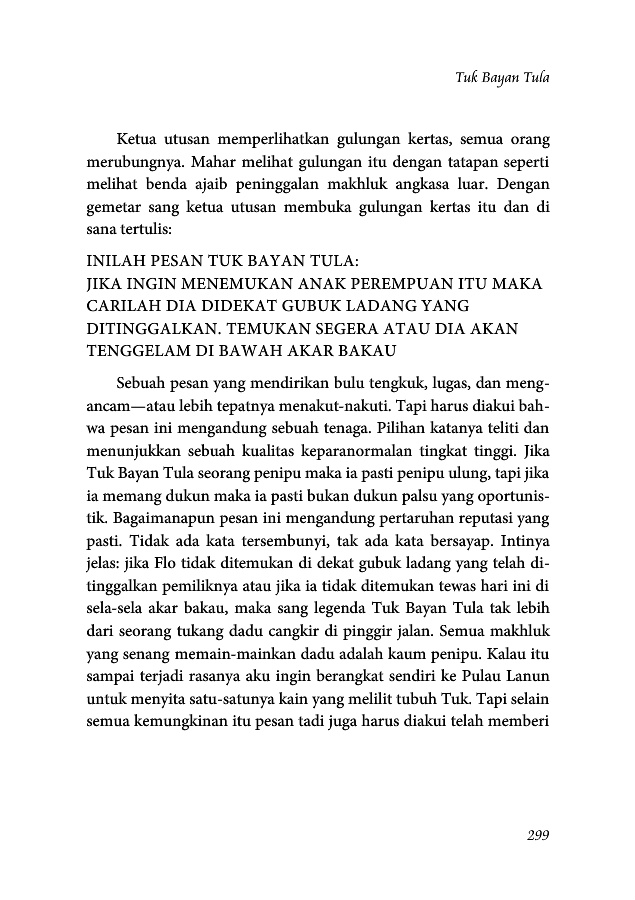 Tuk Bayan Tula
Ketua utusan memperlihatkan gulungan kertas, semua orang
merubungnya. Mahar melihat gulungan itu dengan tatapan seperti
melihat benda ajaib peninggalan makhluk angkasa luar. Dengan
gemetar sang ketua utusan membuka gulungan kertas itu dan di
sana tertulis:
INILAH PESAN TUK BAYAN TULA:
JIKA INGIN MENEMUKAN ANAK PEREMPUAN ITU MAKA
CARILAH DIA DIDEKAT GUBUK LADANG YANG
DITINGGALKAN. TEMUKAN SEGERA ATAU DIA AKAN
TENGGELAM DI BAWAH AKAR BAKAU
Sebuah pesan yang mendirikan bulu tengkuk, lugas, dan meng-
ancam—atau lebih tepatnya menakut-nakuti. Tapi harus diakui bah-
wa pesan ini mengandung sebuah tenaga. Pilihan katanya teliti dan
menunjukkan sebuah kualitas keparanormalan tingkat tinggi. Jika
Tuk Bayan Tula seorang penipu maka ia pasti penipu ulung, tapi jika
ia memang dukun maka ia pasti bukan dukun palsu yang oportunis-
tik. Bagaimanapun pesan ini mengandung pertaruhan reputasi yang
pasti. Tidak ada kata tersembunyi, tak ada kata bersayap. Intinya
jelas: jika Flo tidak ditemukan di dekat gubuk ladang yang telah di-
tinggalkan pemiliknya atau jika ia tidak ditemukan tewas hari ini di
sela-sela akar bakau, maka sang legenda Tuk Bayan Tula tak lebih
dari seorang tukang dadu cangkir di pinggir jalan. Semua makhluk
yang senang memain-mainkan dadu adalah kaum penipu. Kalau itu
sampai terjadi rasanya aku ingin berangkat sendiri ke Pulau Lanun
untuk menyita satu-satunya kain yang melilit tubuh Tuk. Tapi selain
semua kemungkinan itu pesan tadi juga harus diakui telah memberi
299